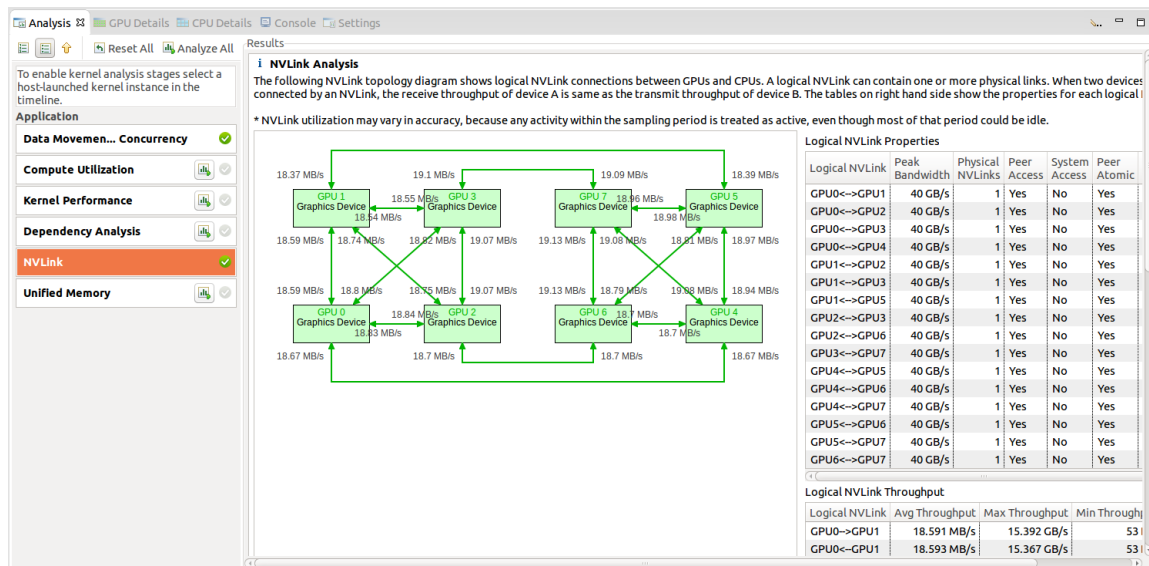 Analysis GPU Details CPU Details Console Settings
Reset All Analyze All
To enable kernel analysis stages select a
host-launched kernel instance in the
timeline.
Application
Data Movemen... Concurrency
Compute Utilization
Kernel Performance
Dependency Analysis
NVLink
Unified Memory
Results
i NVLink Analysis
The following NVLink topology diagram shows logical NVLink connections between GPUs and CPUs. A logical NVLink can contain one or more physical links. When two devices
connected by an NVLink, the receive throughput of device A is same as the transmit throughput of device B. The tables on right hand side show the properties for each logical
* NVLink utilization may vary in accuracy, because any activity within the sampling period is treated as active, even though most of that period could be idle.
18.37 MB/s 19.1 MB/s 19.09 MB/s 18.39 MB/s
GPU 1 18.55 MB/s GPU 3 GPU 7 18.96 MB/s GPU 5
Graphics Device Graphics Device Graphics Device Graphics Device
18.54 MB/s 18.98 MB/s
18.59 MB/s 18.74 MB/s 18.82 MB/s 19.07 MB/s 19.13 MB/s 19.08 MB/s 18.81 MB/s 18.97 MB/s
18.59 MB/s 18.8 MB/s 18.75 MB/s 19.07 MB/s 19.13 MB/s 18.79 MB/s 19.08 MB/s 18.94 MB/s
GPU 0 18.84 MB/s GPU 2 GPU 6 18.7 MB/s GPU 4
Graphics Device Graphics Device Graphics Device Graphics Device
18.83 MB/s 18.7 MB/s
18.67 MB/s 18.7 MB/s 18.7 MB/s 18.67 MB/s
Logical NVLink Properties
Logical NVLink Peak Bandwidth Physical NVLinks Peer Access System Access Peer Atomic
GPU0<-->GPU1 40 GB/s 1 Yes No Yes
GPU0<-->GPU2 40 GB/s 1 Yes No Yes
GPU0<-->GPU3 40 GB/s 1 Yes No Yes
GPU0<-->GPU4 40 GB/s 1 Yes No Yes
GPU1<-->GPU2 40 GB/s 1 Yes No Yes
GPU1<-->GPU3 40 GB/s 1 Yes No Yes
GPU1<-->GPU5 40 GB/s 1 Yes No Yes
GPU2<-->GPU3 40 GB/s 1 Yes No Yes
GPU2<-->GPU6 40 GB/s 1 Yes No Yes
GPU3<-->GPU7 40 GB/s 1 Yes No Yes
GPU4<-->GPU5 40 GB/s 1 Yes No Yes
GPU4<-->GPU6 40 GB/s 1 Yes No Yes
GPU4<-->GPU7 40 GB/s 1 Yes No Yes
GPU5<-->GPU6 40 GB/s 1 Yes No Yes
GPU5<-->GPU7 40 GB/s 1 Yes No Yes
GPU6<-->GPU7 40 GB/s 1 Yes No Yes
Logical NVLink Throughput
Logical NVLink Avg Throughput Max Throughput Min
GPU0-->GPU1 18.591 MB/s 15.392 GB/s 53
GPU0<--GPU1 18.593 MB/s 15.367 GB/s 53